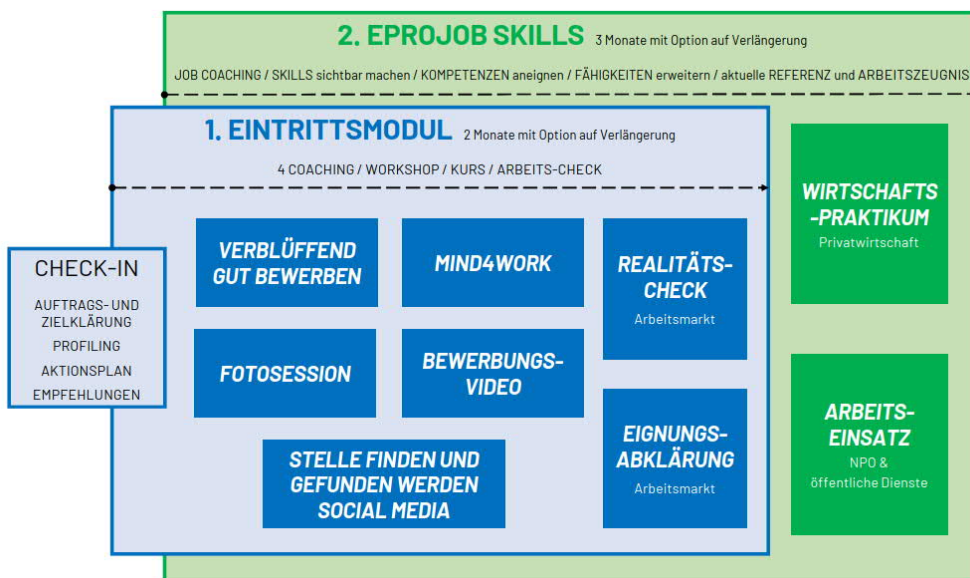 2. EPROJOB SKILLS 3 Monate mit Option auf Verlängerung
JOB COACHING / SKILLS sichtbar machen / KOMPETENZEN aneignen / FÄHIGKEITEN erweitern / aktuelle REFERENZ und ARBEITSZEUGNIS
1. EINTRITTSMODUL 2 Monate mit Option auf Verlängerung
4 COACHING / WORKSHOP / KURS / ARBEITS-CHECK
CHECK-IN
AUFTRAGS- UND
ZIELKLÄRUNG
PROFILING
AKTIONSPLAN
EMPFEHLUNGEN
VERBLÜFFEND
GUT BEWERBEN
MIND4WORK
REALITÄTS-
CHECK
Arbeitsmarkt
FOTOSESSION
BEWERBUNGS-
VIDEO
STELLE FINDEN UND
GEFUNDEN WERDEN
SOCIAL MEDIA
EIGNUNGS-
ABKLÄRUNG
Arbeitsmarkt
WIRTSCHAFTS
-PRAKTIKUM
Privatwirtschaft
ARBEITS-
EINSATZ
NPO &
öffentliche Dienste